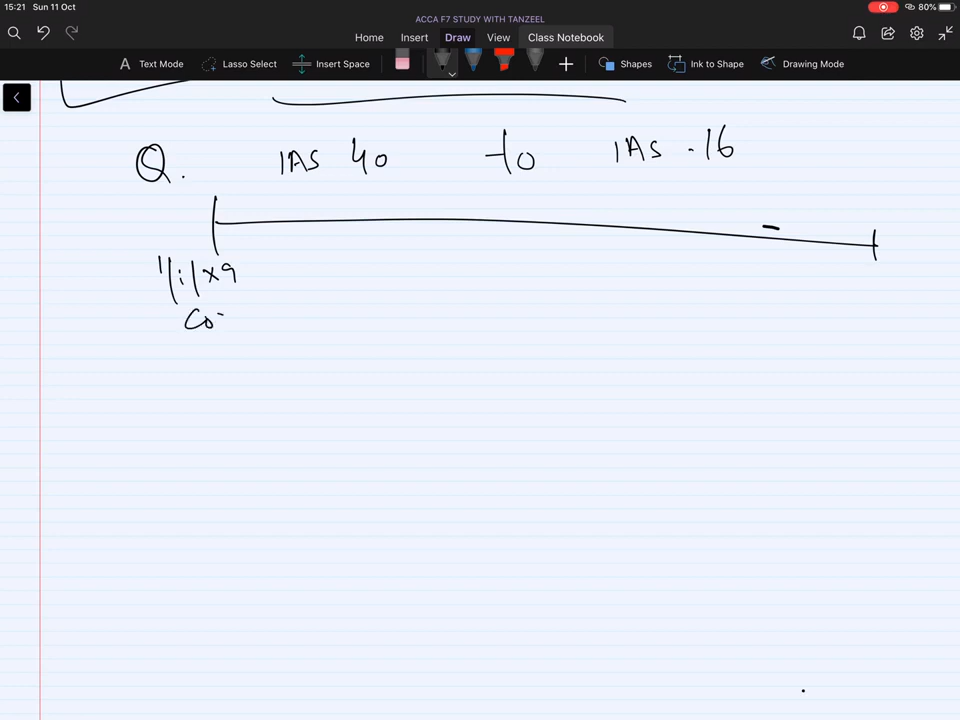 15:21 Sun 11 Oct
80%
ACCA F7 STUDY WITH TANZEEL
Home Insert Draw View Class Notebook
Text Mode Lasso Select Insert Space Shapes Ink to Shape Drawing Mode
Q. IAS 40 to IAS.16
1/1/X9
Co